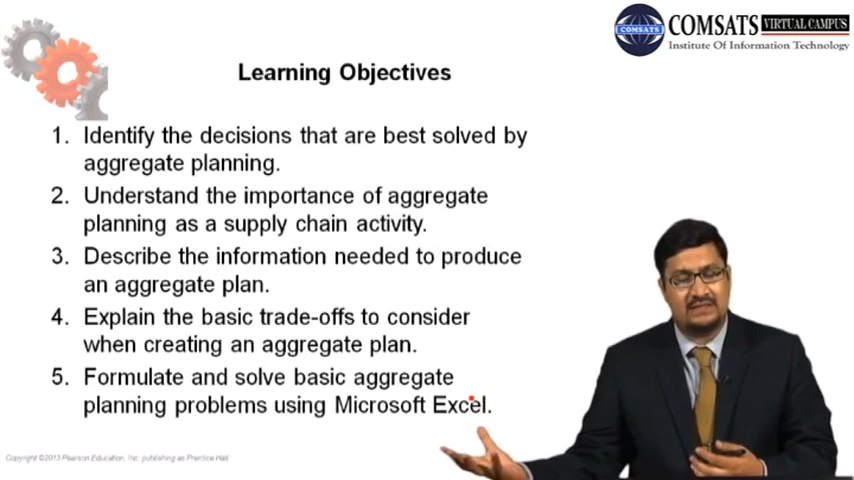 COMSATS
COMSATS VIRTUAL CAMPUS
Institute Of Information Technology
Learning Objectives
1. Identify the decisions that are best solved by
aggregate planning.
2. Understand the importance of aggregate
planning as a supply chain activity.
3. Describe the information needed to produce
an aggregate plan.
4. Explain the basic trade-offs to consider
when creating an aggregate plan.
5. Formulate and solve basic aggregate
planning problems using Microsoft Excel.
Copyright ©2013 Pearson Education, Inc. publishing as Prentice Hall